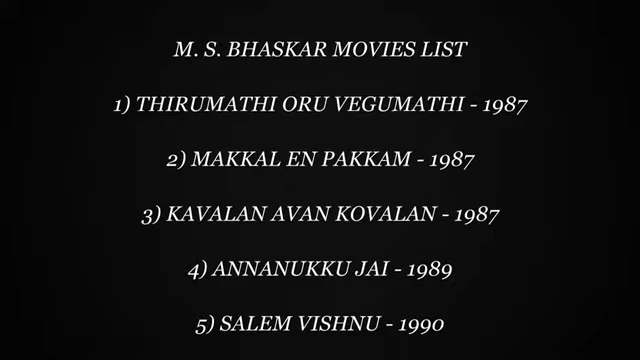 M. S. BHASKAR MOVIES LIST
1) THIRUMATHI ORU VEGUMATHI - 1987
2) MAKKAL EN PAKKAM - 1987
3) KAVALAN AVAN KOVALAN - 1987
4) ANNANUKKU JAI - 1989
5) SALEM VISHNU - 1990